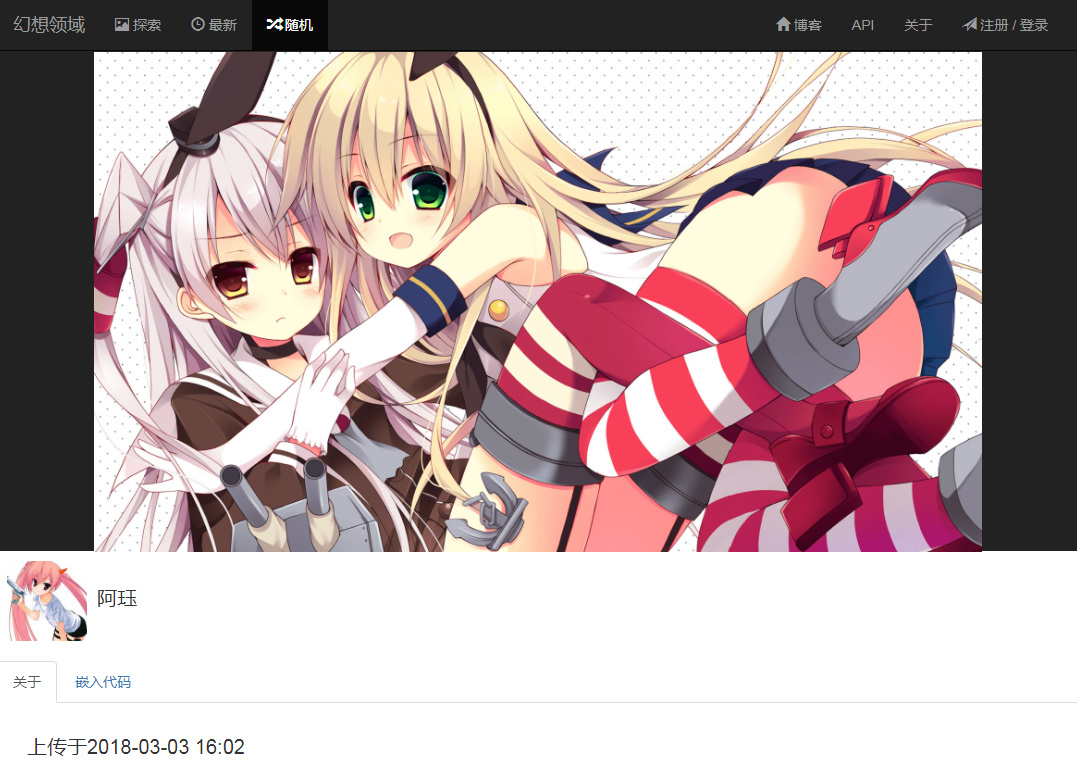 幻想领域 探索 最新 随机 博客 API 关于 注册 / 登录
阿珏
关于 嵌入代码
上传于2018-03-03 16:02